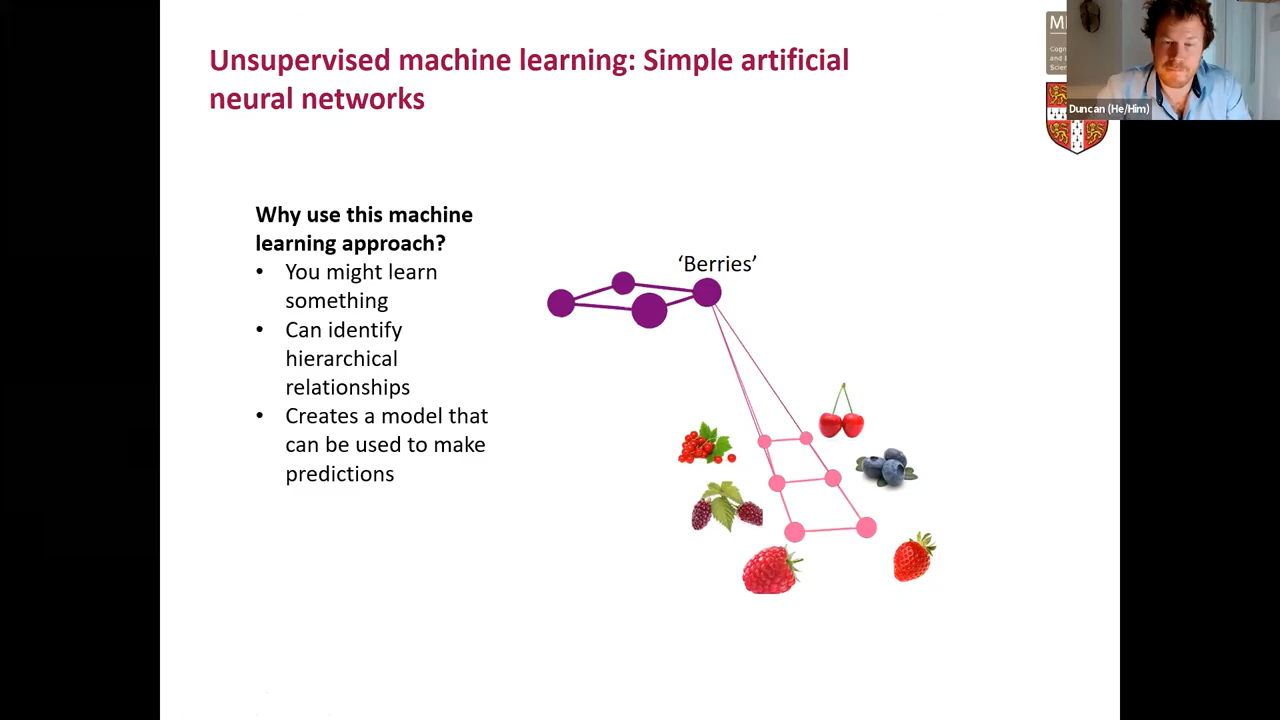 Unsupervised machine learning: Simple artificial
neural networks
Why use this machine
learning approach?
• You might learn
something
• Can identify
hierarchical
relationships
• Creates a model that
can be used to make
predictions
'Berries'
Duncan (He/Him)